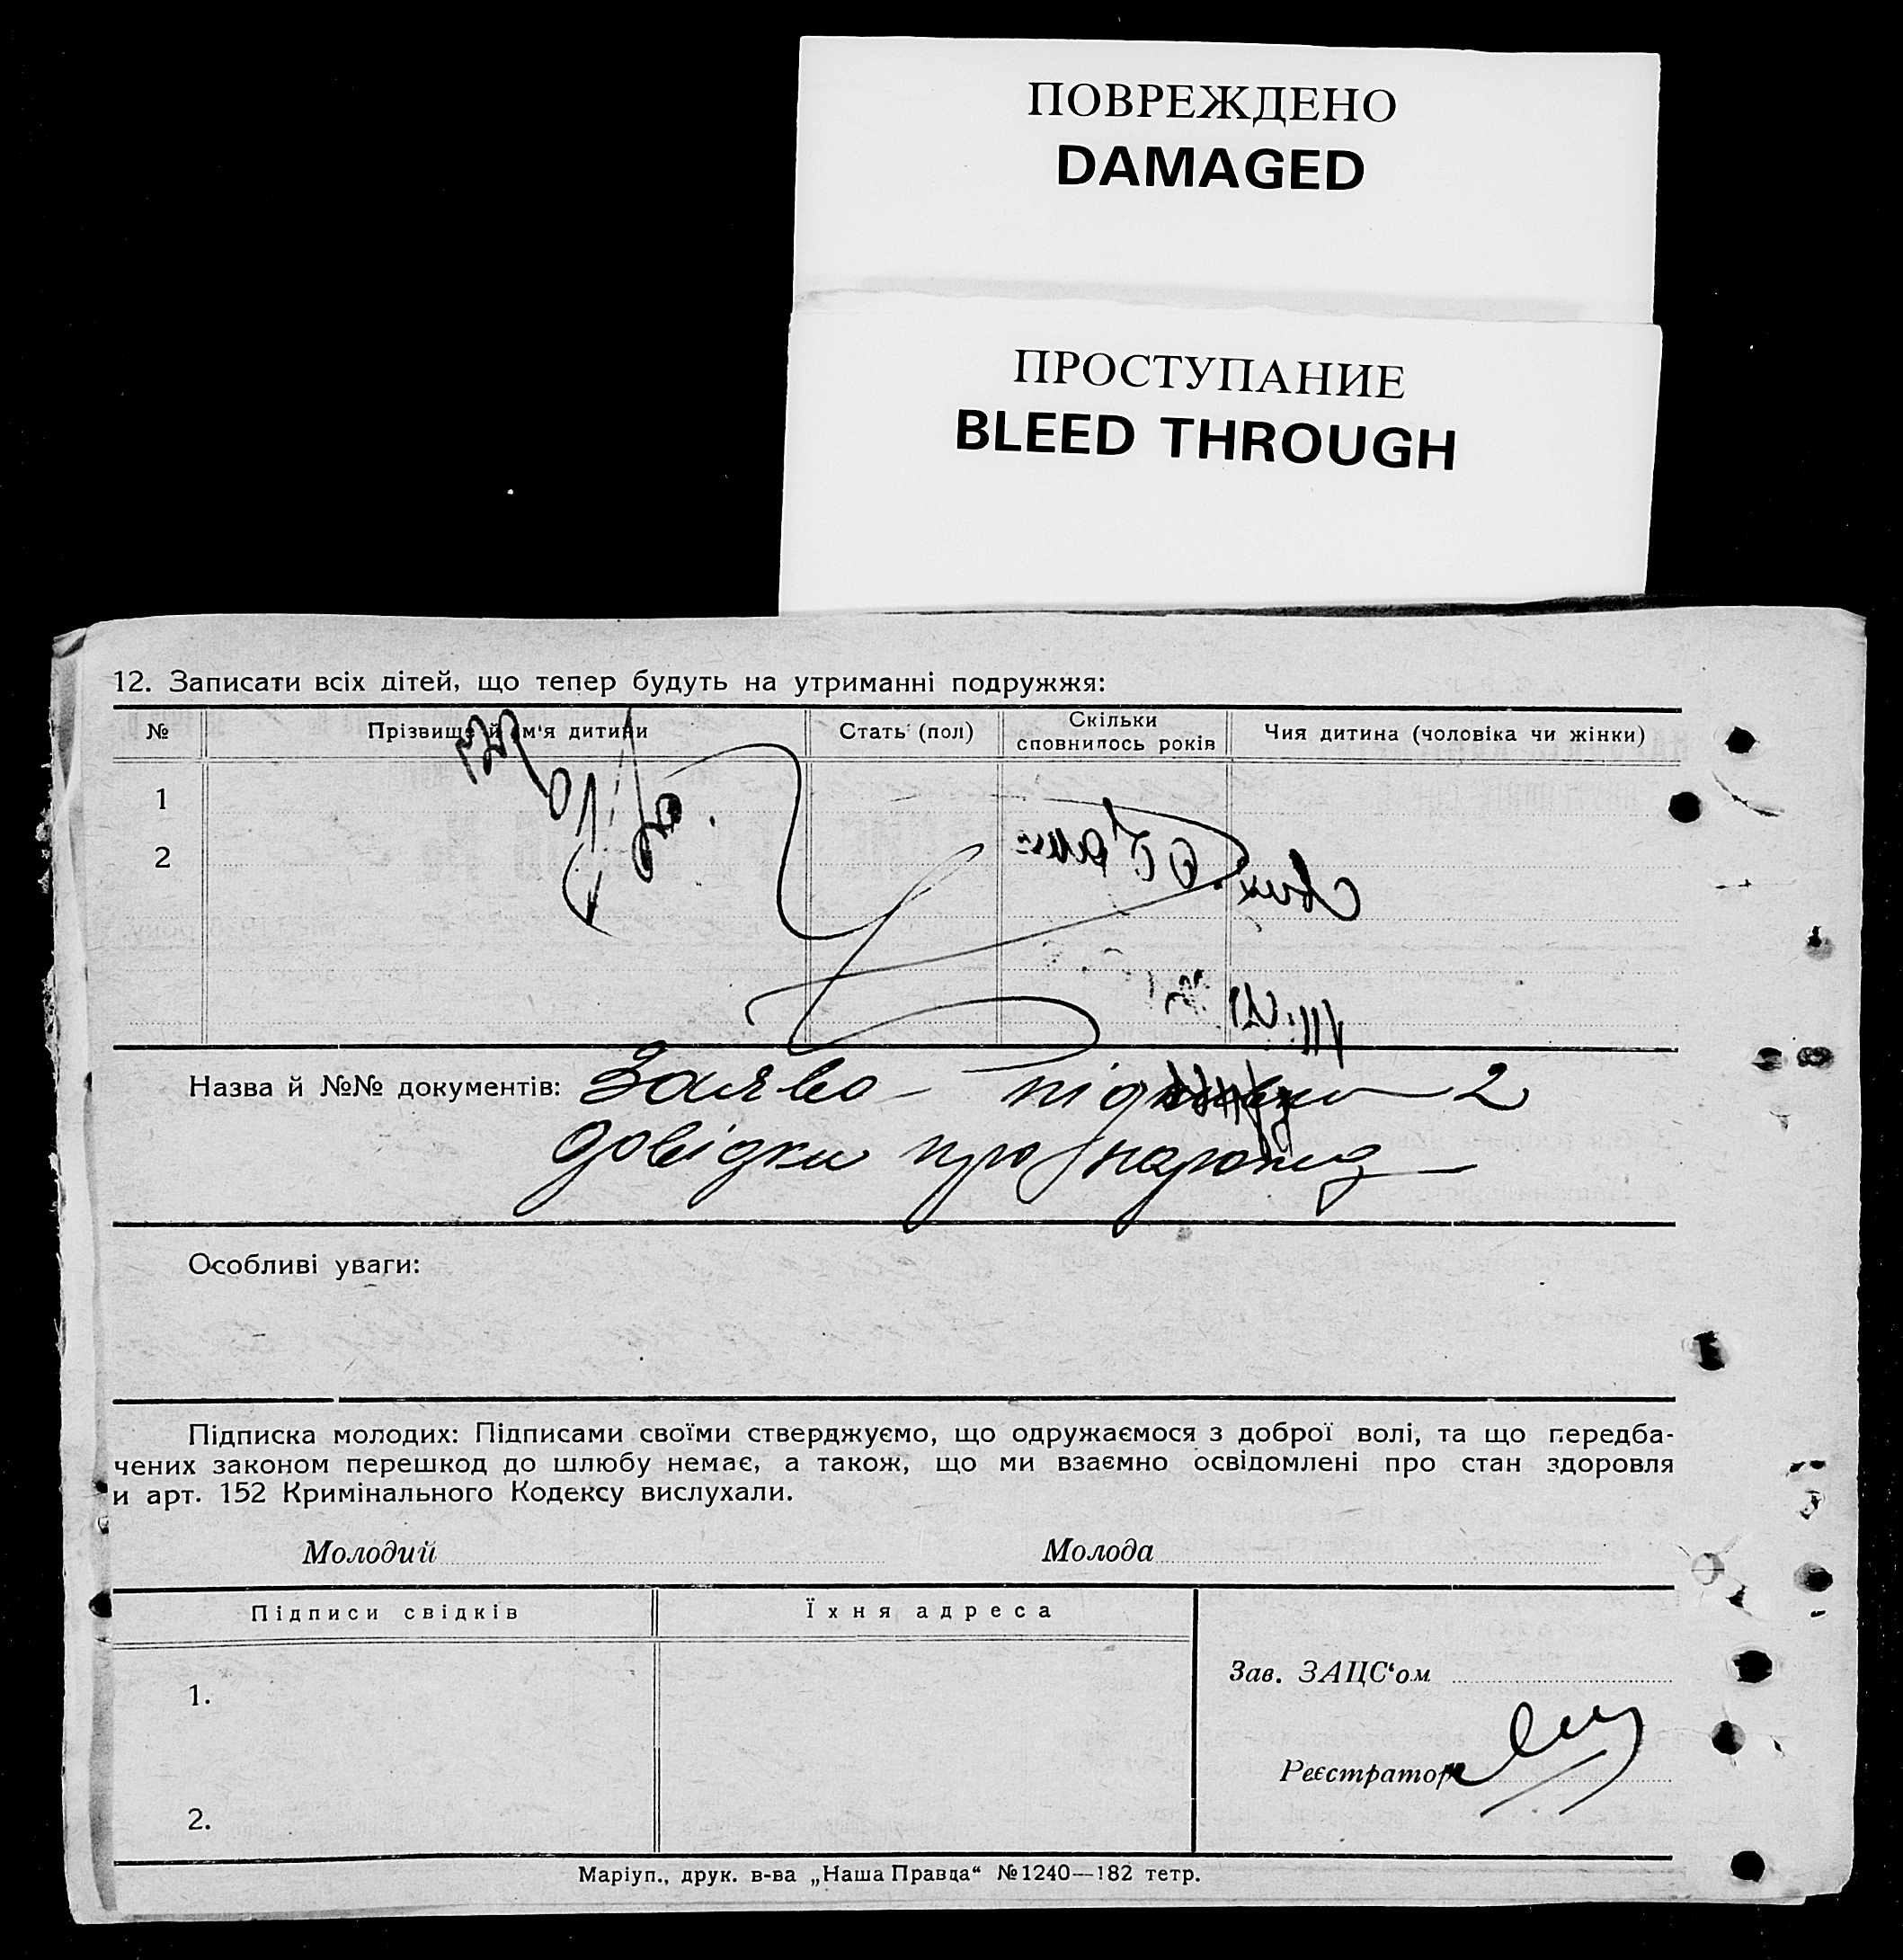 ПОВРЕЖДЕНО
DAMAGED
ПРОСТУПАНИЕ
BLEED THROUGH
12. Записати всіх дітей, що тепер будуть на утриманні подружжя:
№ Прізвище й ім'я дитини Стать (пол) Скільки сповнилось років Чия дитина (чоловіка чи жінки)
1
2
Назва й №№ документів: Заява 2
довідки про
Особливі уваги:
Підписка молодих: Підписами своїми стверджуємо, що одружаємося з доброї волі, та що передба-
чених законом перешкод до шлюбу немає, а також, що ми взаємно освідомлені про стан здоровля
и арт. 152 Кримінального Кодексу вислухали.
Молодий Молода
Підписи свідків Їхня адреса
Зав. ЗАЦС‘ом
1.
Реєстратор
2.
Маріуп., друк. в-ва „Наша Правда“ №1240—182 тетр.